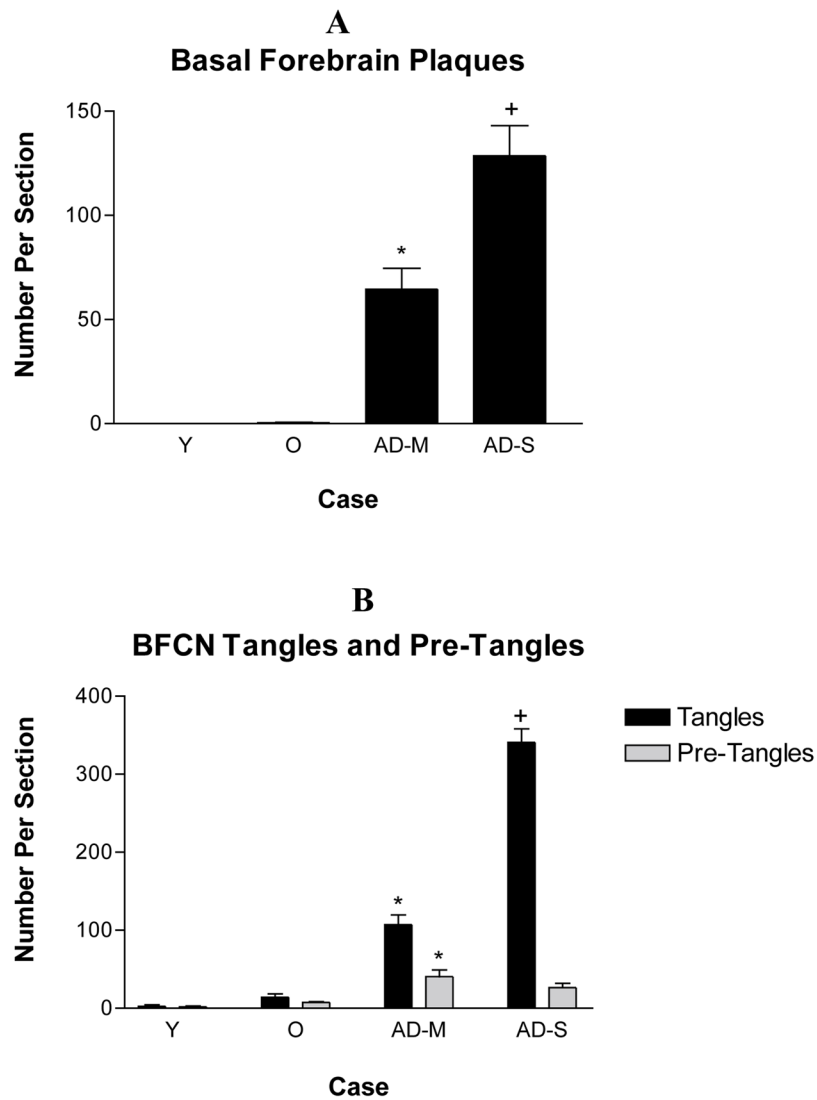 A
Basal Forebrain Plaques
150
100
50
0
Number Per Section
*
+
Y O AD-M AD-S
Case
B
BFCN Tangles and Pre-Tangles
400
300
200
100
0
Number Per Section
*
*
+
Y O AD-M AD-S
Case
Tangles
Pre-Tangles